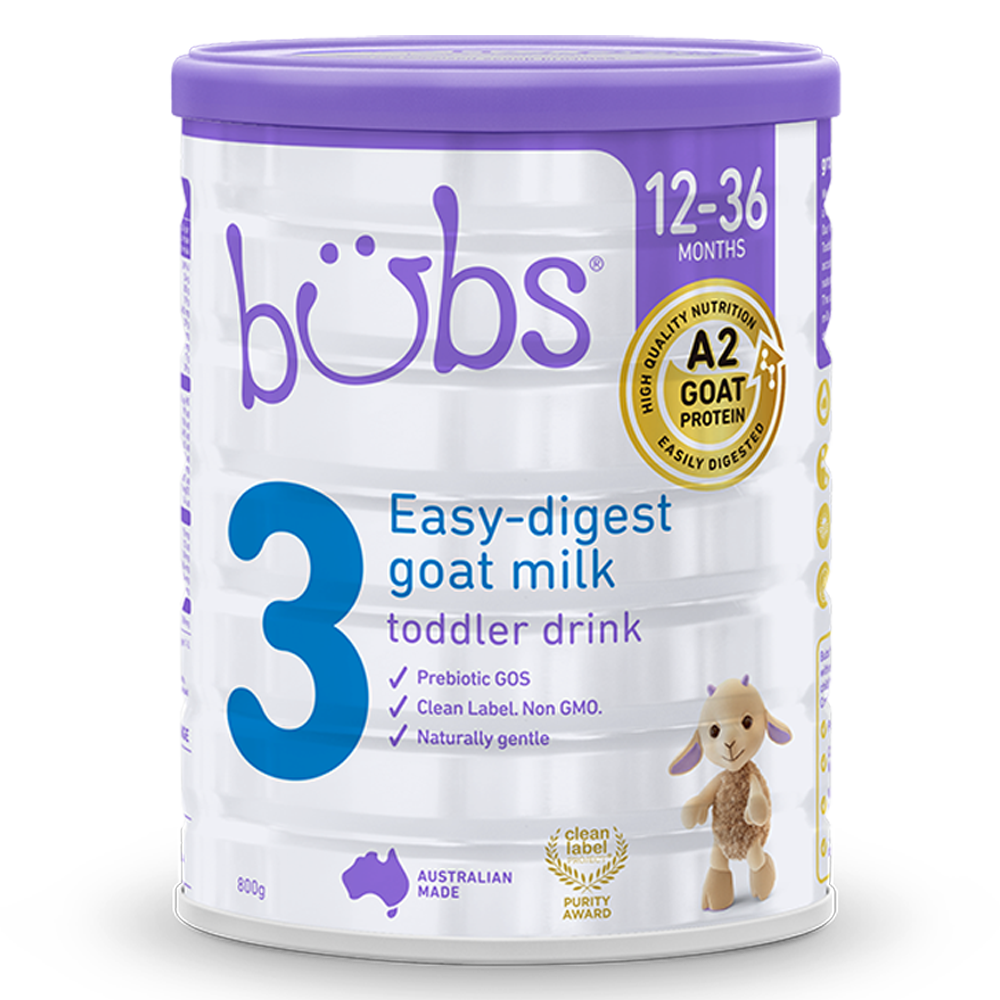 bubs®
12-36
MONTHS
HIGH QUALITY NUTRITION
A2
GOAT
PROTEIN
EASILY DIGESTED
3
Easy-digest
goat milk
toddler drink
Prebiotic GOS
Clean Label. Non GMO.
Naturally gentle
800g
AUSTRALIAN
MADE
clean
label
PROJECT
PURITY
AWARD